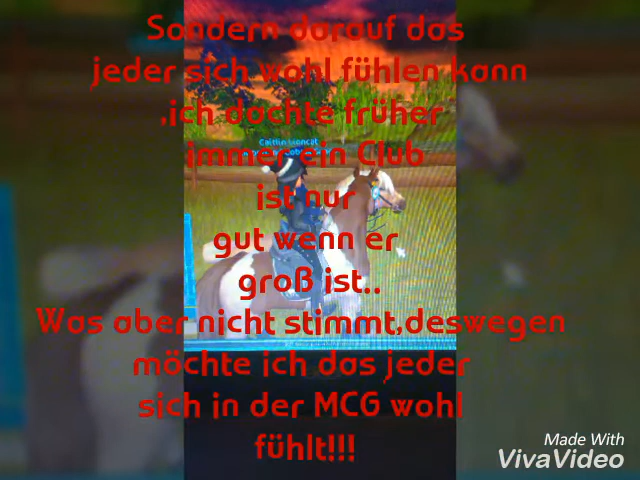 Sondern darauf das
jeder sich wohl fühlen kann
,ich dachte früher
immer ein Club
ist nur
gut wenn er
groß ist..
Was aber nicht stimmt,deswegen
möchte ich das jeder
sich in der MCG wohl
fühlt!!!
Made With
VivaVideo